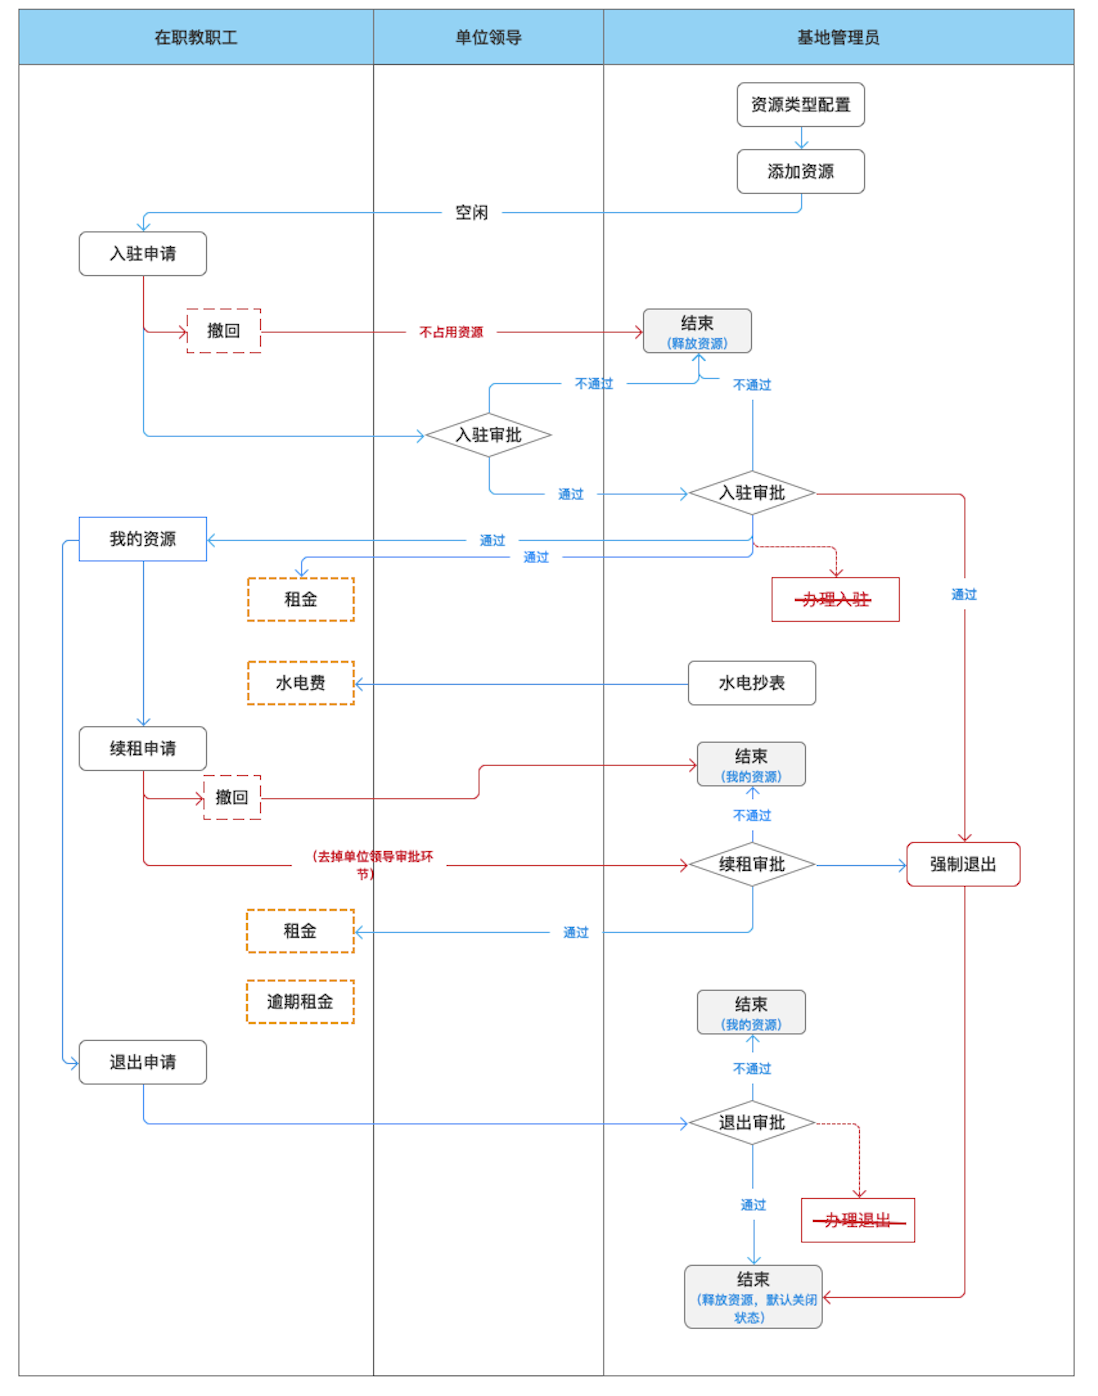 在职教职工
单位领导
基地管理员
资源类型配置
添加资源
空闲
入驻申请
撤回
不占用资源
结束
（释放资源）
不通过
不通过
入驻审批
通过
入驻审批
我的资源
通过
通过
租金
办理入驻
通过
水电费
水电抄表
续租申请
结束
（我的资源）
撤回
不通过
（去掉单位领导审批环
节）
续租审批
强制退出
租金
通过
逾期租金
结束
（我的资源）
退出申请
不通过
退出审批
通过
办理退出
结束
（释放资源，默认关闭
状态）